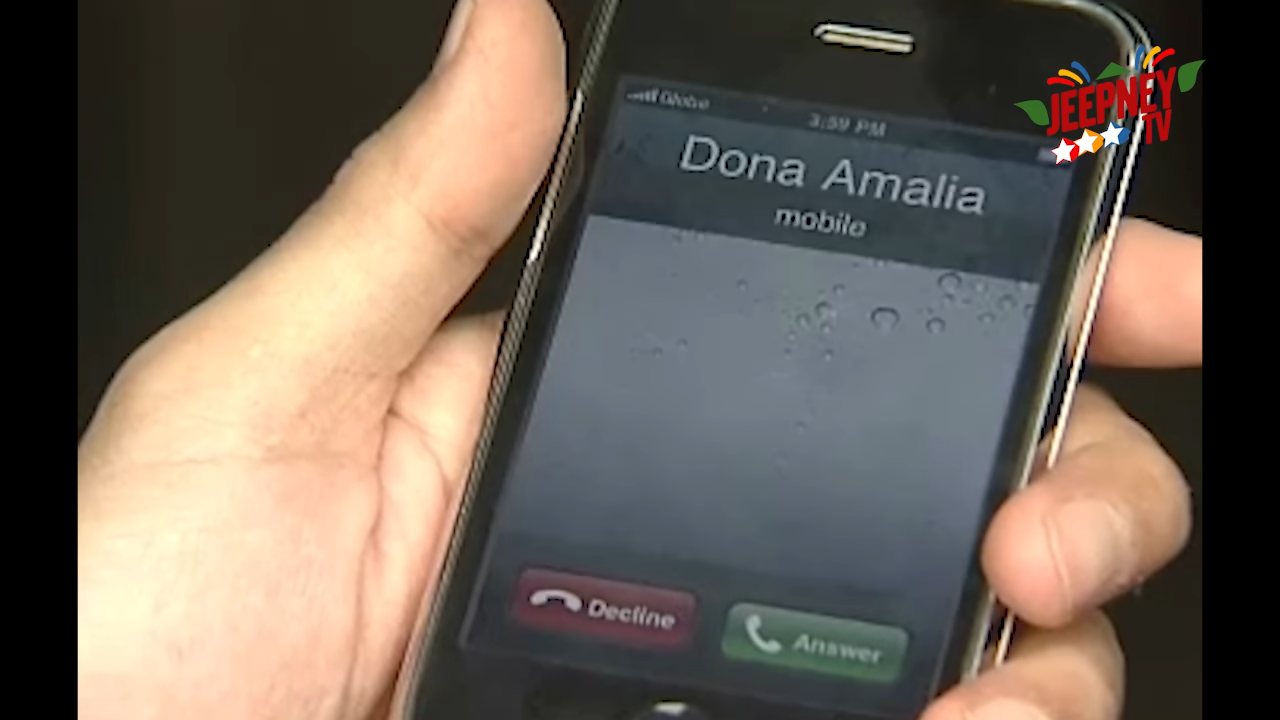 Globe
3:59 PM
JEEPNEY
TV
Dona Amalia
mobile
Decline
Answer